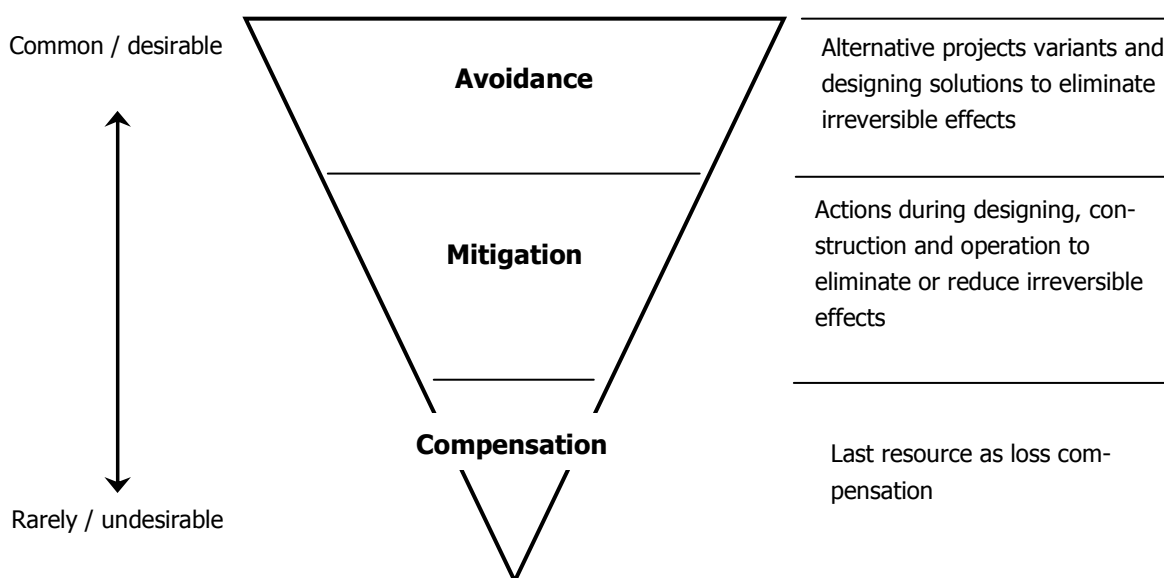 Common / desirable
Avoidance
Alternative projects variants and
designing solutions to eliminate
irreversible effects
Mitigation
Actions during designing, con-
struction and operation to
eliminate or reduce irreversible
effects
Compensation
Last resource as loss com-
pensation
Rarely / undesirable